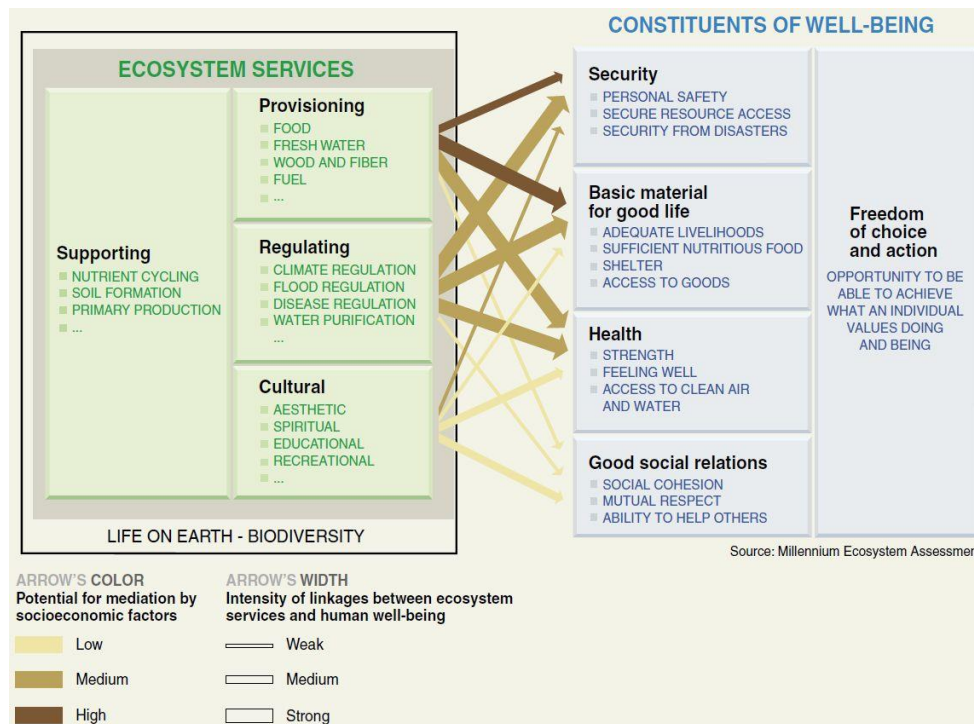 CONSTITUENTS OF WELL-BEING
ECOSYSTEM SERVICES
Supporting
NUTRIENT CYCLING
SOIL FORMATION
PRIMARY PRODUCTION
...
Provisioning
FOOD
FRESH WATER
WOOD AND FIBER
FUEL
...
Regulating
CLIMATE REGULATION
FLOOD REGULATION
DISEASE REGULATION
WATER PURIFICATION
...
Cultural
AESTHETIC
SPIRITUAL
EDUCATIONAL
RECREATIONAL
...
LIFE ON EARTH - BIODIVERSITY
Security
PERSONAL SAFETY
SECURE RESOURCE ACCESS
SECURITY FROM DISASTERS
Basic material
for good life
ADEQUATE LIVELIHOODS
SUFFICIENT NUTRITIOUS FOOD
SHELTER
ACCESS TO GOODS
Health
STRENGTH
FEELING WELL
ACCESS TO CLEAN AIR
AND WATER
Good social relations
SOCIAL COHESION
MUTUAL RESPECT
ABILITY TO HELP OTHERS
Freedom
of choice
and action
OPPORTUNITY TO BE
ABLE TO ACHIEVE
WHAT AN INDIVIDUAL
VALUES DOING
AND BEING
Source: Millennium Ecosystem Assessmen
ARROW'S COLOR
Potential for mediation by
socioeconomic factors
Low
Medium
High
ARROW'S WIDTH
Intensity of linkages between ecosystem
services and human well-being
Weak
Medium
Strong